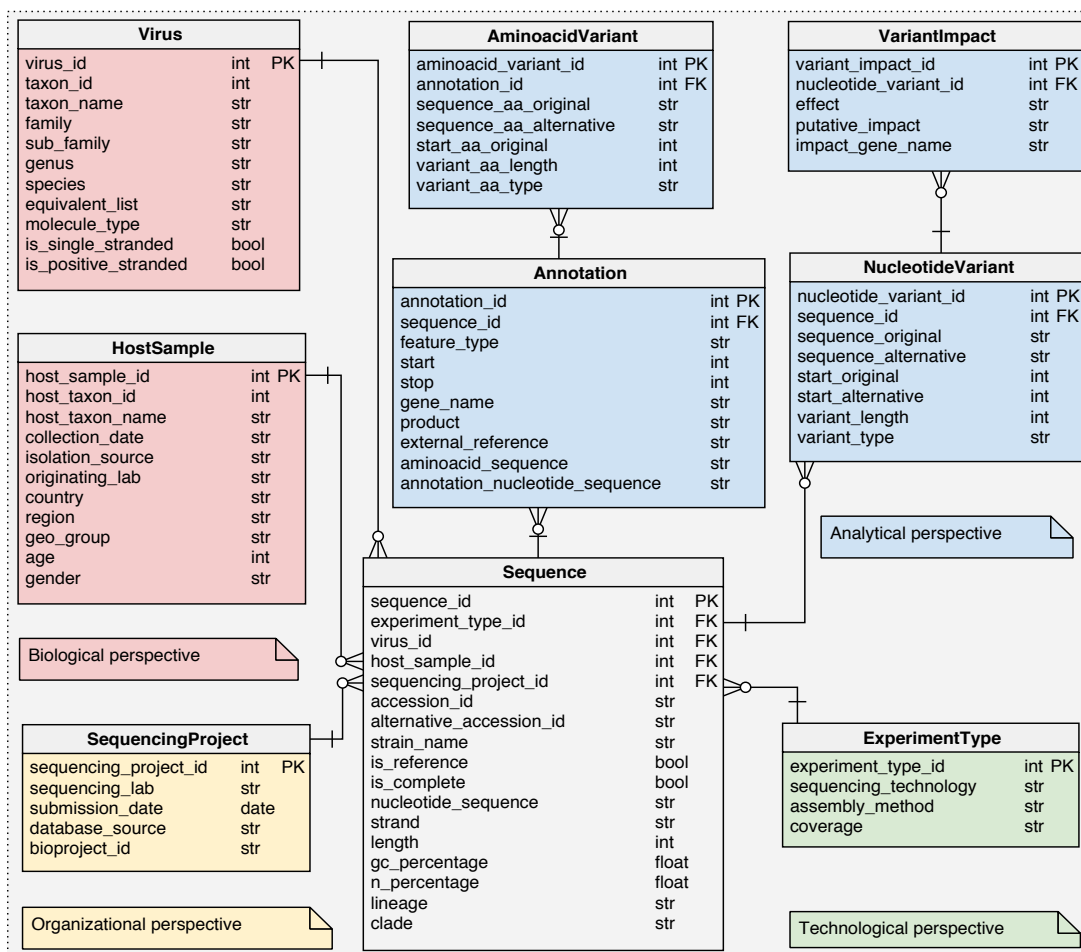 Virus
virus_id int PK
taxon_id int
taxon_name str
family str
sub_family str
genus str
species str
equivalent_list str
molecule_type str
is_single_stranded bool
is_positive_stranded bool
AminoacidVariant
aminoacid_variant_id int PK
annotation_id int FK
sequence_aa_original str
sequence_aa_alternative str
start_aa_original int
variant_aa_length int
variant_aa_type str
VariantImpact
variant_impact_id int PK
nucleotide_variant_id int FK
effect str
putative_impact str
impact_gene_name str
Annotation
annotation_id int PK
sequence_id int FK
feature_type str
start int
stop int
gene_name str
product str
external_reference str
aminoacid_sequence str
annotation_nucleotide_sequence str
NucleotideVariant
nucleotide_variant_id int PK
sequence_id int FK
sequence_original str
sequence_alternative str
start_original int
start_alternative int
variant_length int
variant_type str
HostSample
host_sample_id int PK
host_taxon_id int
host_taxon_name str
collection_date str
isolation_source str
originating_lab str
country str
region str
geo_group str
age int
gender str
Analytical perspective
Biological perspective
Sequence
sequence_id int PK
experiment_type_id int FK
virus_id int FK
host_sample_id int FK
sequencing_project_id int FK
accession_id str
alternative_accession_id str
strain_name str
is_reference bool
is_complete bool
nucleotide_sequence str
strand str
length int
gc_percentage float
n_percentage float
lineage str
clade str
SequencingProject
sequencing_project_id int PK
sequencing_lab str
submission_date date
database_source str
bioproject_id str
ExperimentType
experiment_type_id int PK
sequencing_technology str
assembly_method str
coverage str
Organizational perspective
Technological perspective